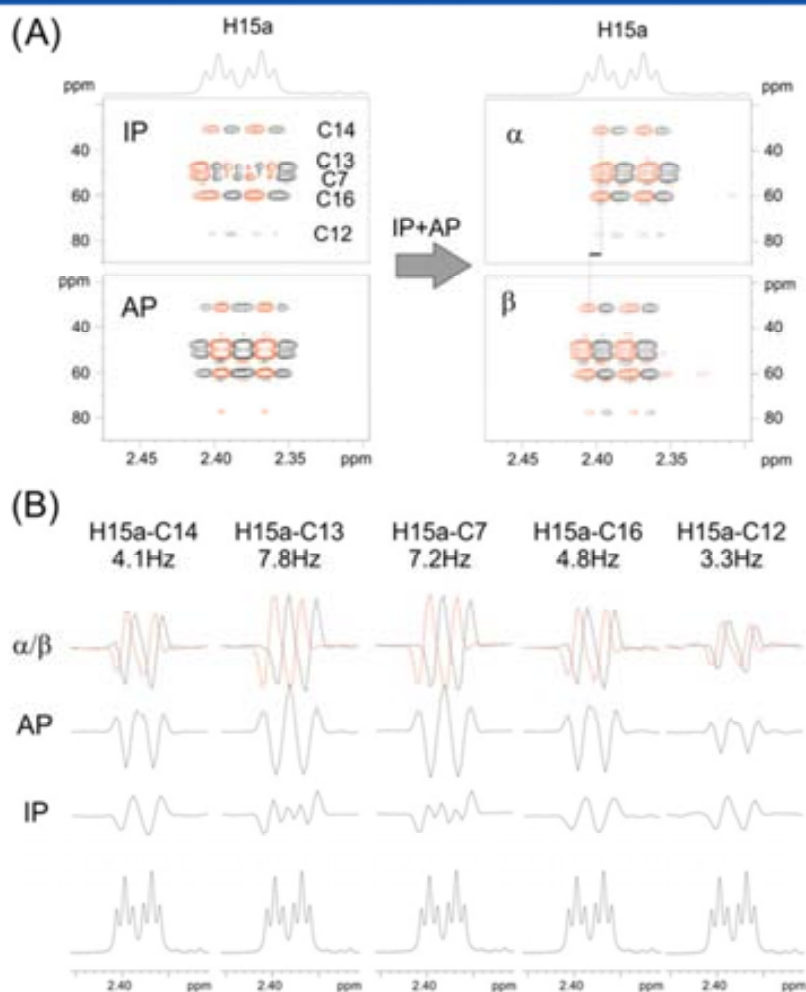 (A)
H15a
H15a
ppm
IP
C14
C13
C7
C16
C12
40
60
80
α
40
60
80
IP+AP
ppm
AP
40
60
80
β
40
60
80
2.45 2.40 2.35 ppm
2.45 2.40 2.35 ppm
(B)
H15a-C14 H15a-C13 H15a-C7 H15a-C16 H15a-C12
4.1Hz 7.8Hz 7.2Hz 4.8Hz 3.3Hz
α/β
AP
IP
2.40 ppm 2.40 ppm 2.40 ppm 2.40 ppm 2.40 ppm